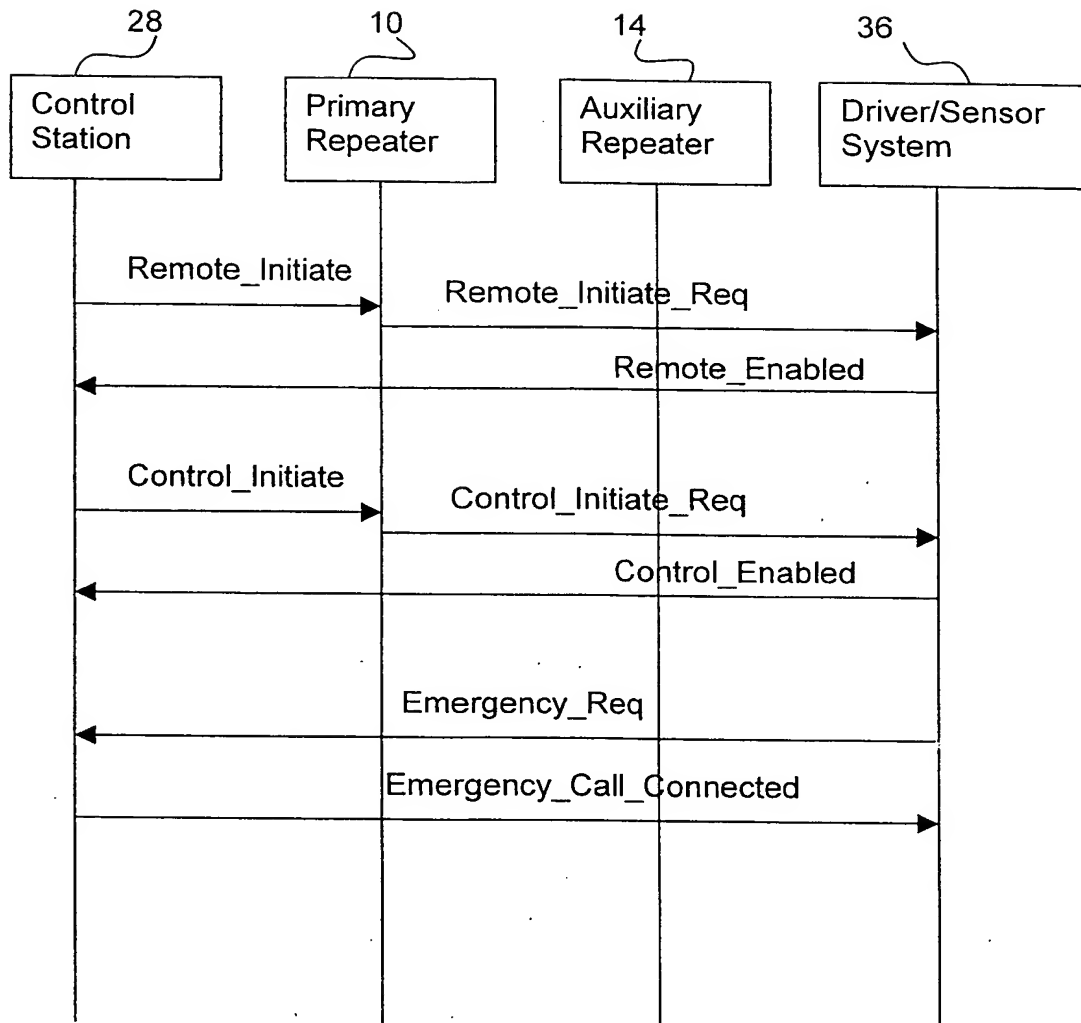 28
10
14
36
Control
Station
Primary
Repeater
Auxiliary
Repeater
Driver/Sensor
System
Remote_Initiate
Remote_Initiate_Req
Remote_Enabled
Control_Initiate
Control_Initiate_Req
Control_Enabled
Emergency_Req
Emergency_Call_Connected